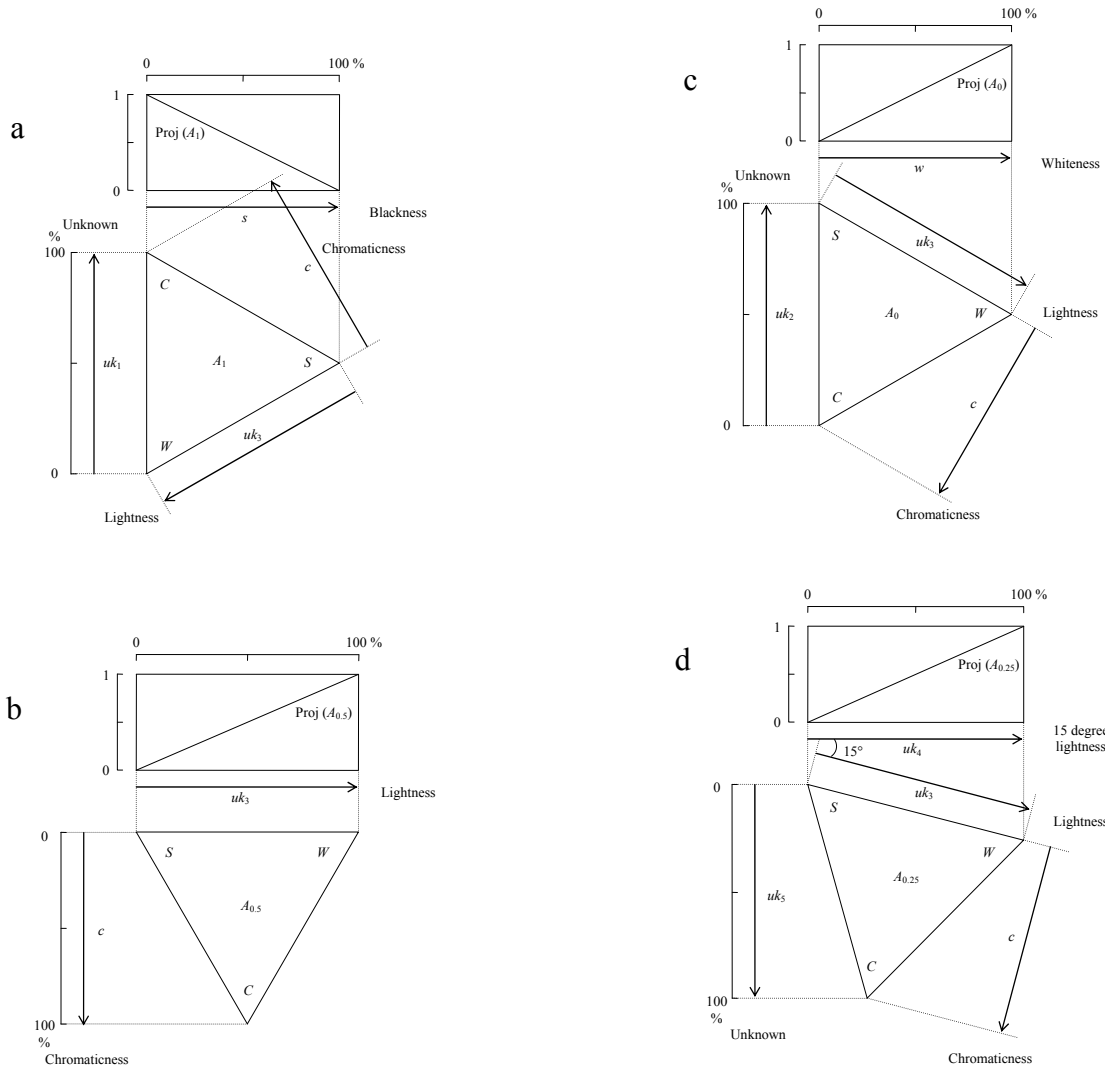 a
0 100 %
1
Proj (A1)
0
s
Blackness
Unknown
%
100
Chromaticness
c
C
uk1
A1
S
W
uk3
0
Lightness
c
0 100 %
1
Proj (A0)
0
w
Whiteness
Unknown
%
100
S
uk3
Lightness
uk2
A0
W
C
c
0
Chromaticness
b
0 100 %
1
Proj (A0.5)
0
uk3
Lightness
0
S W
A0.5
c
C
100
%
Chromaticness
d
0 100 %
1
Proj (A0.25)
0
15 degree
lightness
15°
uk4
uk3
0
Lightness
S
W
A0.25
uk5
c
C
100
%
Unknown
Chromaticness